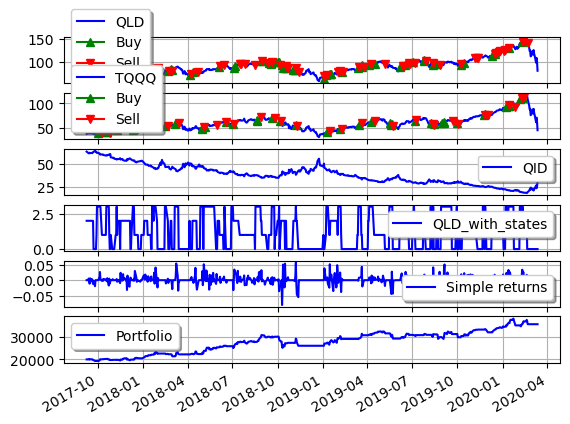 QLD
Buy
Sell
150
100
TQQQ
Buy
Sell
100
50
QID
50
25
QLD_with_states
2.5
0.0
Simple returns
0.05
0.00
−0.05
Portfolio
30000
20000
2017-10
2018-01
2018-04
2018-07
2018-10
2019-01
2019-04
2019-07
2019-10
2020-01
2020-04